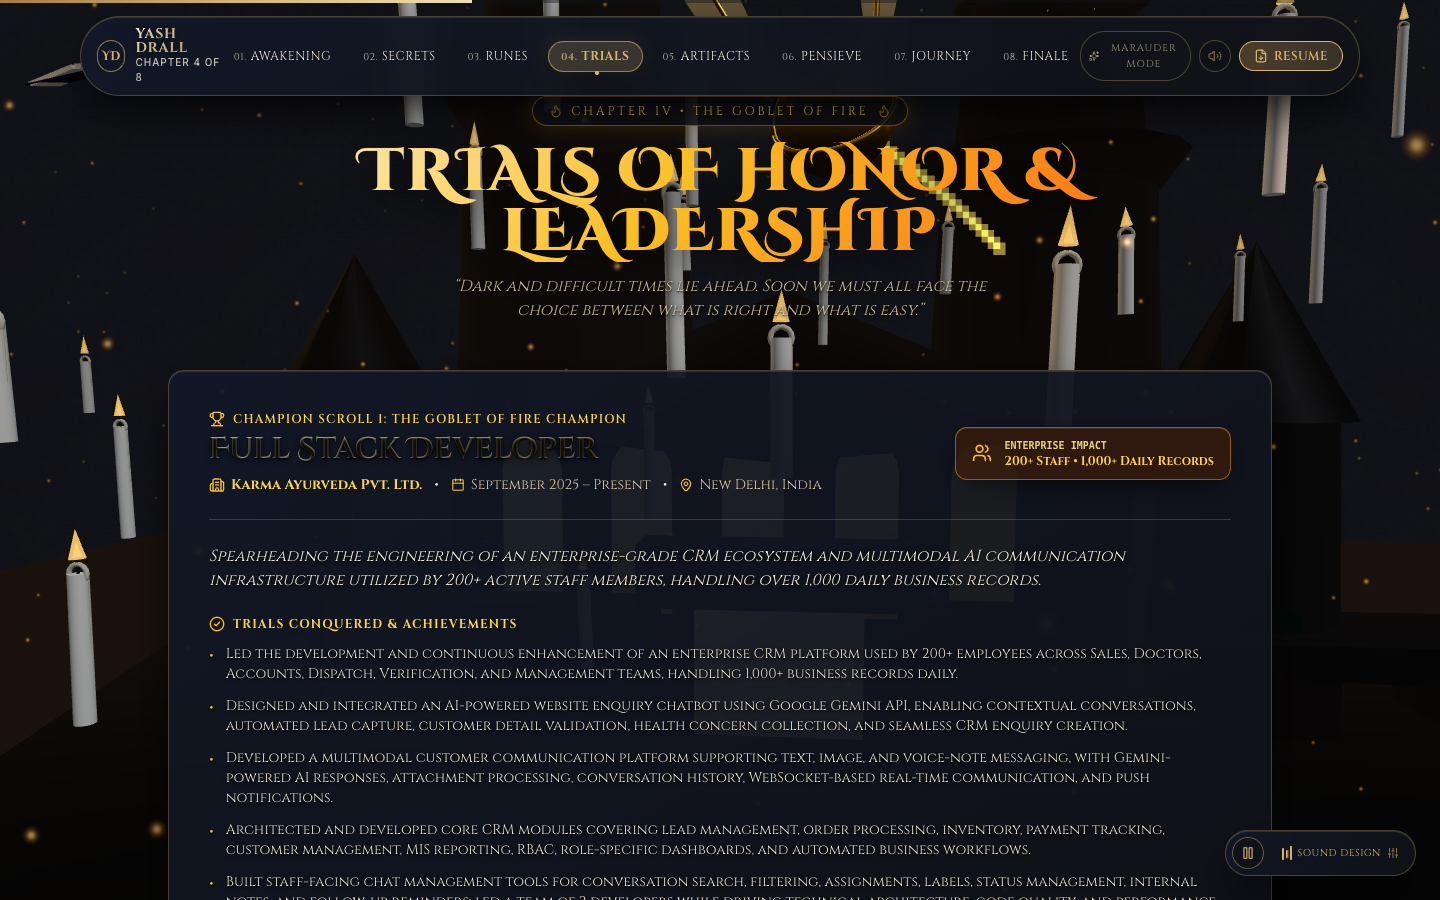 YD
YASH DRALL
CHAPTER 4 OF 8
01. AWAKENING
02. SECRETS
03. RUNES
04. TRIALS
05. ARTIFACTS
06. PENSIEVE
07. JOURNEY
08. FINALE
MARAUDER MODE
RESUME
CHAPTER IV • THE GOBLET OF FIRE
TRIALS OF HONOR &
LEADERSHIP
“DARK AND DIFFICULT TIMES LIE AHEAD. SOON WE MUST ALL FACE THE
CHOICE BETWEEN WHAT IS RIGHT AND WHAT IS EASY.”
CHAMPION SCROLL I: THE GOBLET OF FIRE CHAMPION
FULL STACK DEVELOPER
KARMA AYURVEDA PVT. LTD. • SEPTEMBER 2025 – PRESENT • NEW DELHI, INDIA
ENTERPRISE IMPACT
200+ STAFF • 1,000+ DAILY RECORDS
SPEARHEADING THE ENGINEERING OF AN ENTERPRISE-GRADE CRM ECOSYSTEM AND MULTIMODAL AI COMMUNICATION
INFRASTRUCTURE UTILIZED BY 200+ ACTIVE STAFF MEMBERS, HANDLING OVER 1,000 DAILY BUSINESS RECORDS.
TRIALS CONQUERED & ACHIEVEMENTS
• LED THE DEVELOPMENT AND CONTINUOUS ENHANCEMENT OF AN ENTERPRISE CRM PLATFORM USED BY 200+ EMPLOYEES ACROSS SALES, DOCTORS,
ACCOUNTS, DISPATCH, VERIFICATION, AND MANAGEMENT TEAMS, HANDLING 1,000+ BUSINESS RECORDS DAILY.
• DESIGNED AND INTEGRATED AN AI-POWERED WEBSITE ENQUIRY CHATBOT USING GOOGLE GEMINI API, ENABLING CONTEXTUAL CONVERSATIONS,
AUTOMATED LEAD CAPTURE, CUSTOMER DETAIL VALIDATION, HEALTH CONCERN COLLECTION, AND SEAMLESS CRM ENQUIRY CREATION.
• DEVELOPED A MULTIMODAL CUSTOMER COMMUNICATION PLATFORM SUPPORTING TEXT, IMAGE, AND VOICE-NOTE MESSAGING, WITH GEMINI-
POWERED AI RESPONSES, ATTACHMENT PROCESSING, CONVERSATION HISTORY, WEBSOCKET-BASED REAL-TIME COMMUNICATION, AND PUSH
NOTIFICATIONS.
• ARCHITECTED AND DEVELOPED CORE CRM MODULES COVERING LEAD MANAGEMENT, ORDER PROCESSING, INVENTORY, PAYMENT TRACKING,
CUSTOMER MANAGEMENT, MIS REPORTING, RBAC, ROLE-SPECIFIC DASHBOARDS, AND AUTOMATED BUSINESS WORKFLOWS.
• BUILT STAFF-FACING CHAT MANAGEMENT TOOLS FOR CONVERSATION SEARCH, FILTERING, ASSIGNMENTS, LABELS, STATUS MANAGEMENT, INTERNAL
SOUND DESIGN